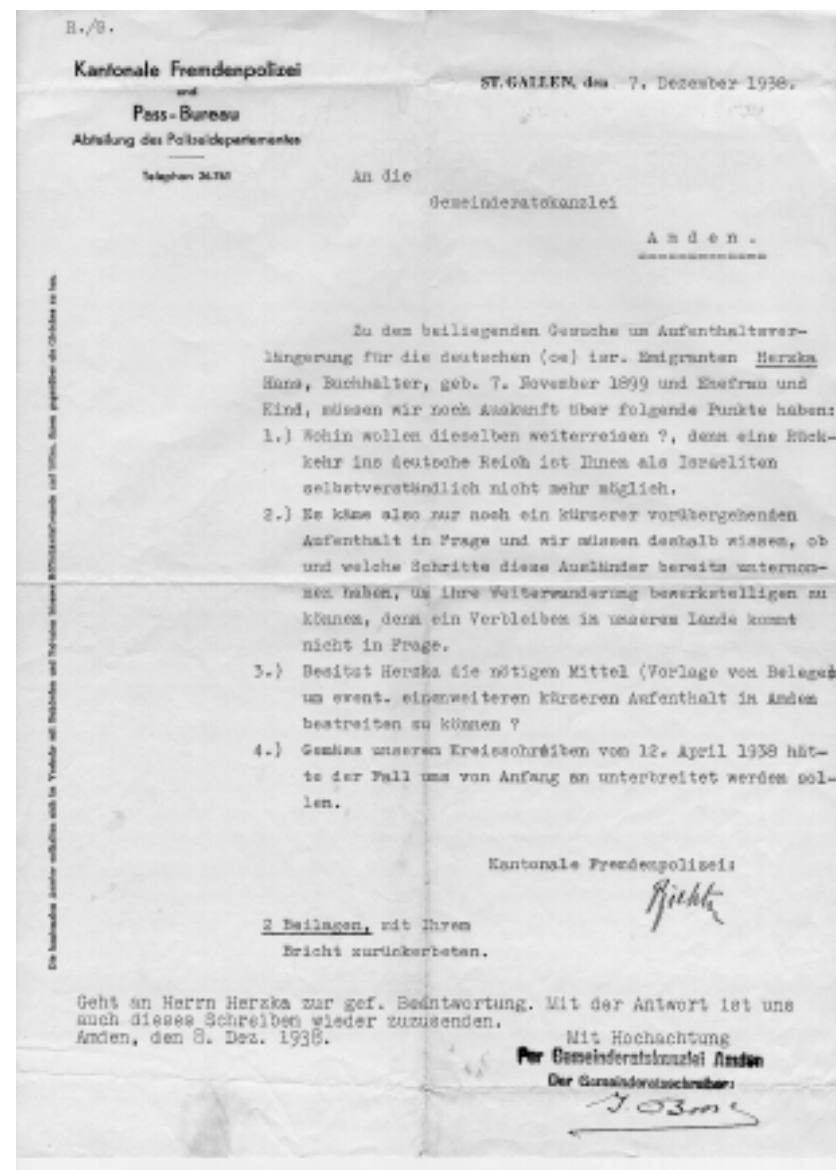 Kantonale Fremdenpolizei
und
Pass-Bureau
Abteilung des Polizeidepartementes
Telephon
ST. GALLEN, den 7. Dezember 1938.
An die
Gemeinderatskanzlei
Amden.
Zu dem beiliegenden Gesuche um Aufenthaltsver-
längerung für die deutschen (oe) isr. Emigranten Herzka
Hans, Buchhalter, geb. 7. November 1899 und Ehefrau und
Kind, müssen wir noch Auskunft über folgende Punkte haben:
1.) Wohin wollen dieselben weiterreisen ?, denn eine Rück-
kehr ins deutsche Reich ist Ihnen als Israeliten
selbstverständlich nicht mehr möglich.
2.) Es käme also nur noch ein kürzerer vorübergehenden
Aufenthalt in Frage und wir müssen deshalb wissen, ob
und welche Schritte diese Ausländer bereits unternom-
men haben, um ihre Weiterwanderung bewerkstelligen zu
können, denn ein Verbleiben in unserem Lande kommt
nicht in Frage.
3.) Besitzt Herzka die nötigen Mittel (Vorlage von Belegen
um event. einenweiteren kürzeren Aufenthalt in Amden
bestreiten zu können ?
4.) Gemäss unseren Kreisschreiben vom 12. April 1938 hät-
te der Fall uns von Anfang an unterbreitet werden sol-
len.
Kantonale Fremdenpolizei:
2 Beilagen, mit Ihrem
Bricht zurückerbeten.
Geht an Herrn Herzka zur gef. Beantwortung. Mit der Antwort ist uns
auch dieses Schreiben wieder zuzusenden.
Amden, den 8. Dez. 1938.
Mit Hochachtung
Per Gemeinderatskanzlei Amden
Der Gemeinderatsschreiber: